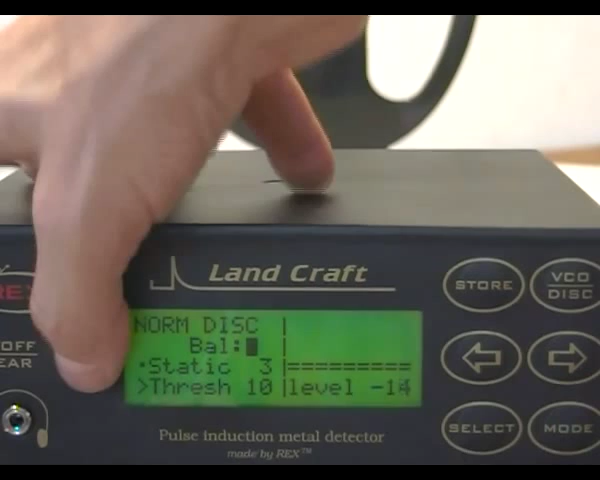 Land Craft
STORE
VCO
DISC
NORM DISC
Bal:
Static 3
=========
>Thresh 10
level -14
OFF
SELECT
MODE
Pulse induction metal detector
made by REX™